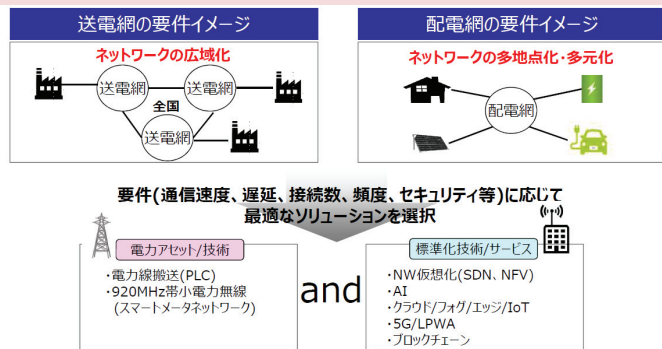 送電網の要件イメージ
ネットワークの広域化
送電網
送電網
全国
送電網
配電網の要件イメージ
ネットワークの多地点化・多元化
配電網
要件(通信速度、遅延、接続数、頻度、セキュリティ等)に応じて
最適なソリューションを選択
電力アセット/技術
・電力線搬送(PLC)
・920MHz帯小電力無線
(スマートメータネットワーク)
and
標準化技術/サービス
・NW仮想化(SDN、NFV)
・AI
・クラウド/フォグ/エッジ/IoT
・5G/LPWA
・ブロックチェーン